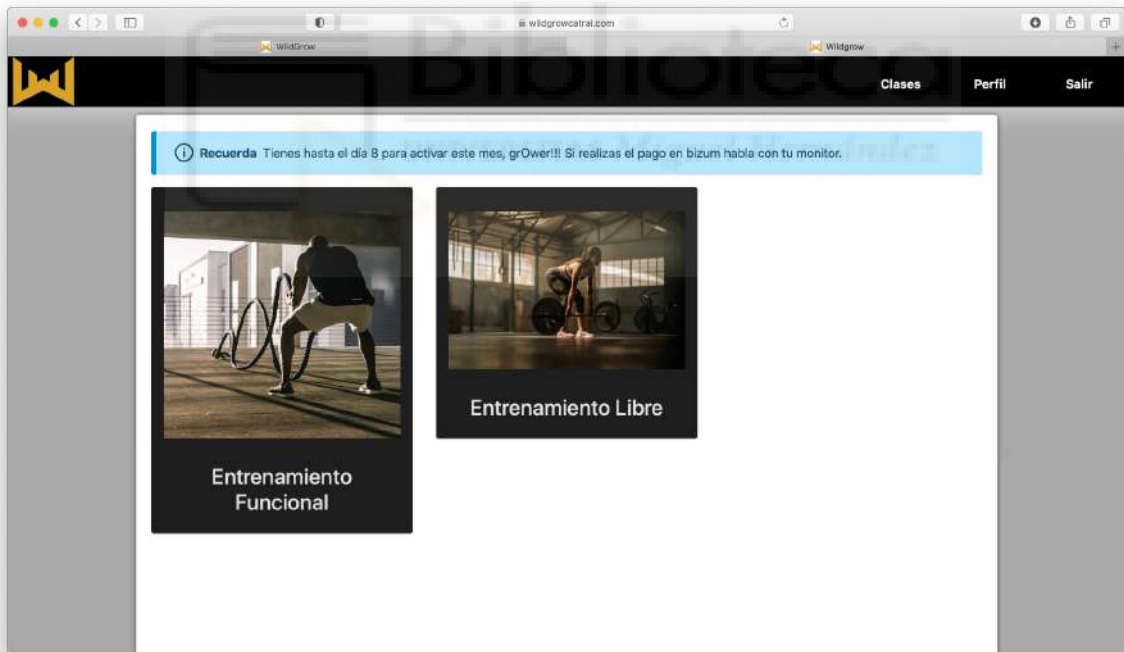 wildgrowcatral.com
WildGrow
Wildgrow
Clases Perfil Salir
Biblioteca
Recuerda Tienes hasta el día 8 para activar este mes, grOwer!!! Si realizas el pago en bizum habla con tu monitor.
Entrenamiento Libre
Entrenamiento
Funcional